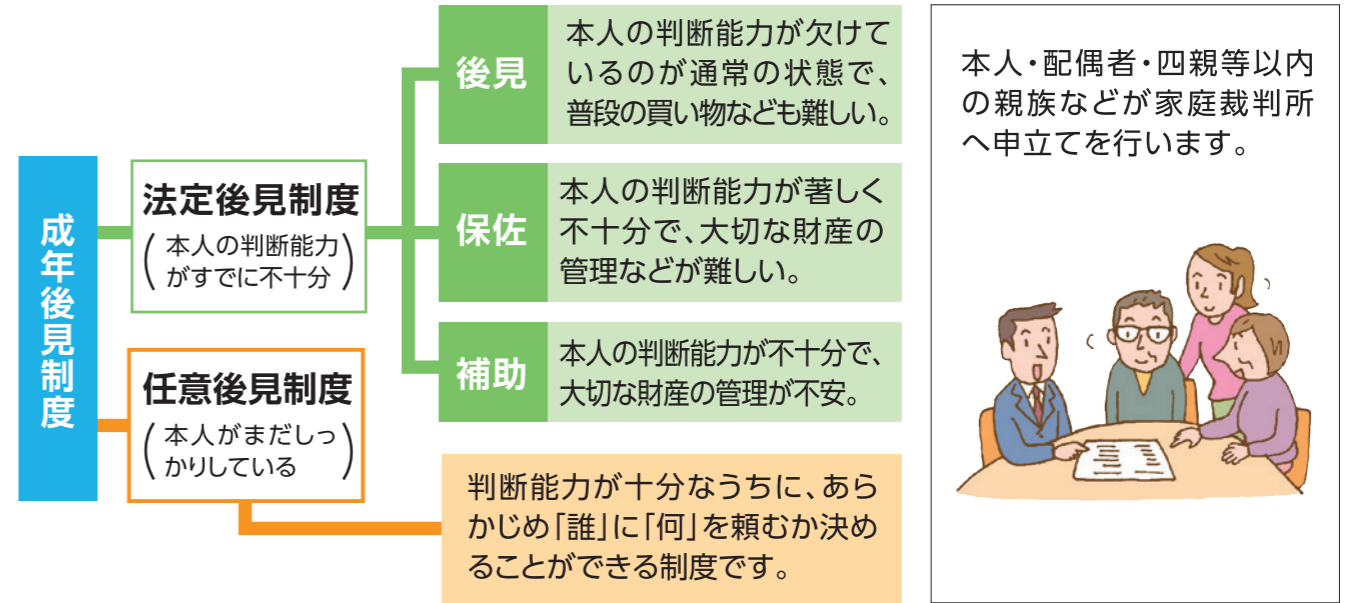 成年後見制度
法定後見制度
(本人の判断能力
がすでに不十分)
後見
本人の判断能力が欠けて
いるのが通常の状態で、
普段の買い物なども難しい。
保佐
本人の判断能力が著しく
不十分で、大切な財産の
管理などが難しい。
補助
本人の判断能力が不十分で、
大切な財産の管理が不安。
任意後見制度
(本人がまだしっ
かりしている)
判断能力が十分なうちに、あら
かじめ「誰」に「何」を頼むか決め
ることができる制度です。
本人・配偶者・四親等以内
の親族などが家庭裁判所
へ申立てを行います。